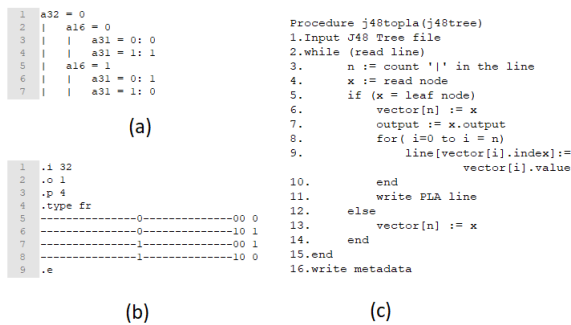 1 a32 = 0
2 |   a16 = 0
3 |   |   a31 = 0: 0
4 |   |   a31 = 1: 1
5 |   a16 = 1
6 |   |   a31 = 0: 1
7 |   |   a31 = 1: 0
(a)
1 .i 32
2 .o 1
3 .p 4
4 .type fr
5 ---------------0--------------00 0
6 ---------------0--------------10 1
7 ---------------1--------------00 1
8 ---------------1--------------10 0
9 .e
(b)
Procedure j48topla(j48tree)
1.Input J48 Tree file
2.while (read line)
3.     n := count '|' in the line
4.     x := read node
5.     if (x = leaf node)
6.         vector[n] := x
7.         output := x.output
8.         for( i=0 to i = n)
9.             line[vector[i].index]:=
vector[i].value
10.        end
11.        write PLA line
12.    else
13.        vector[n] := x
14.    end
15.end
16.write metadata
(c)